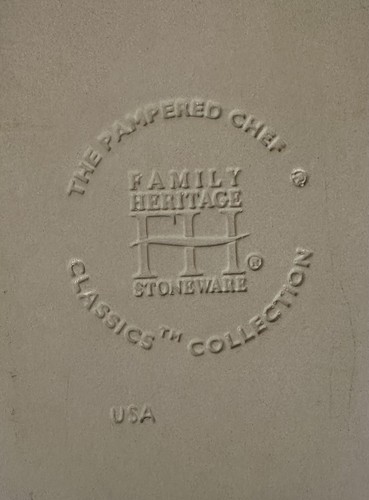 THE PAMPERED CHEF ®
FAMILY
HERITAGE
FH ®
STONEWARE
CLASSICS™ COLLECTION
USA